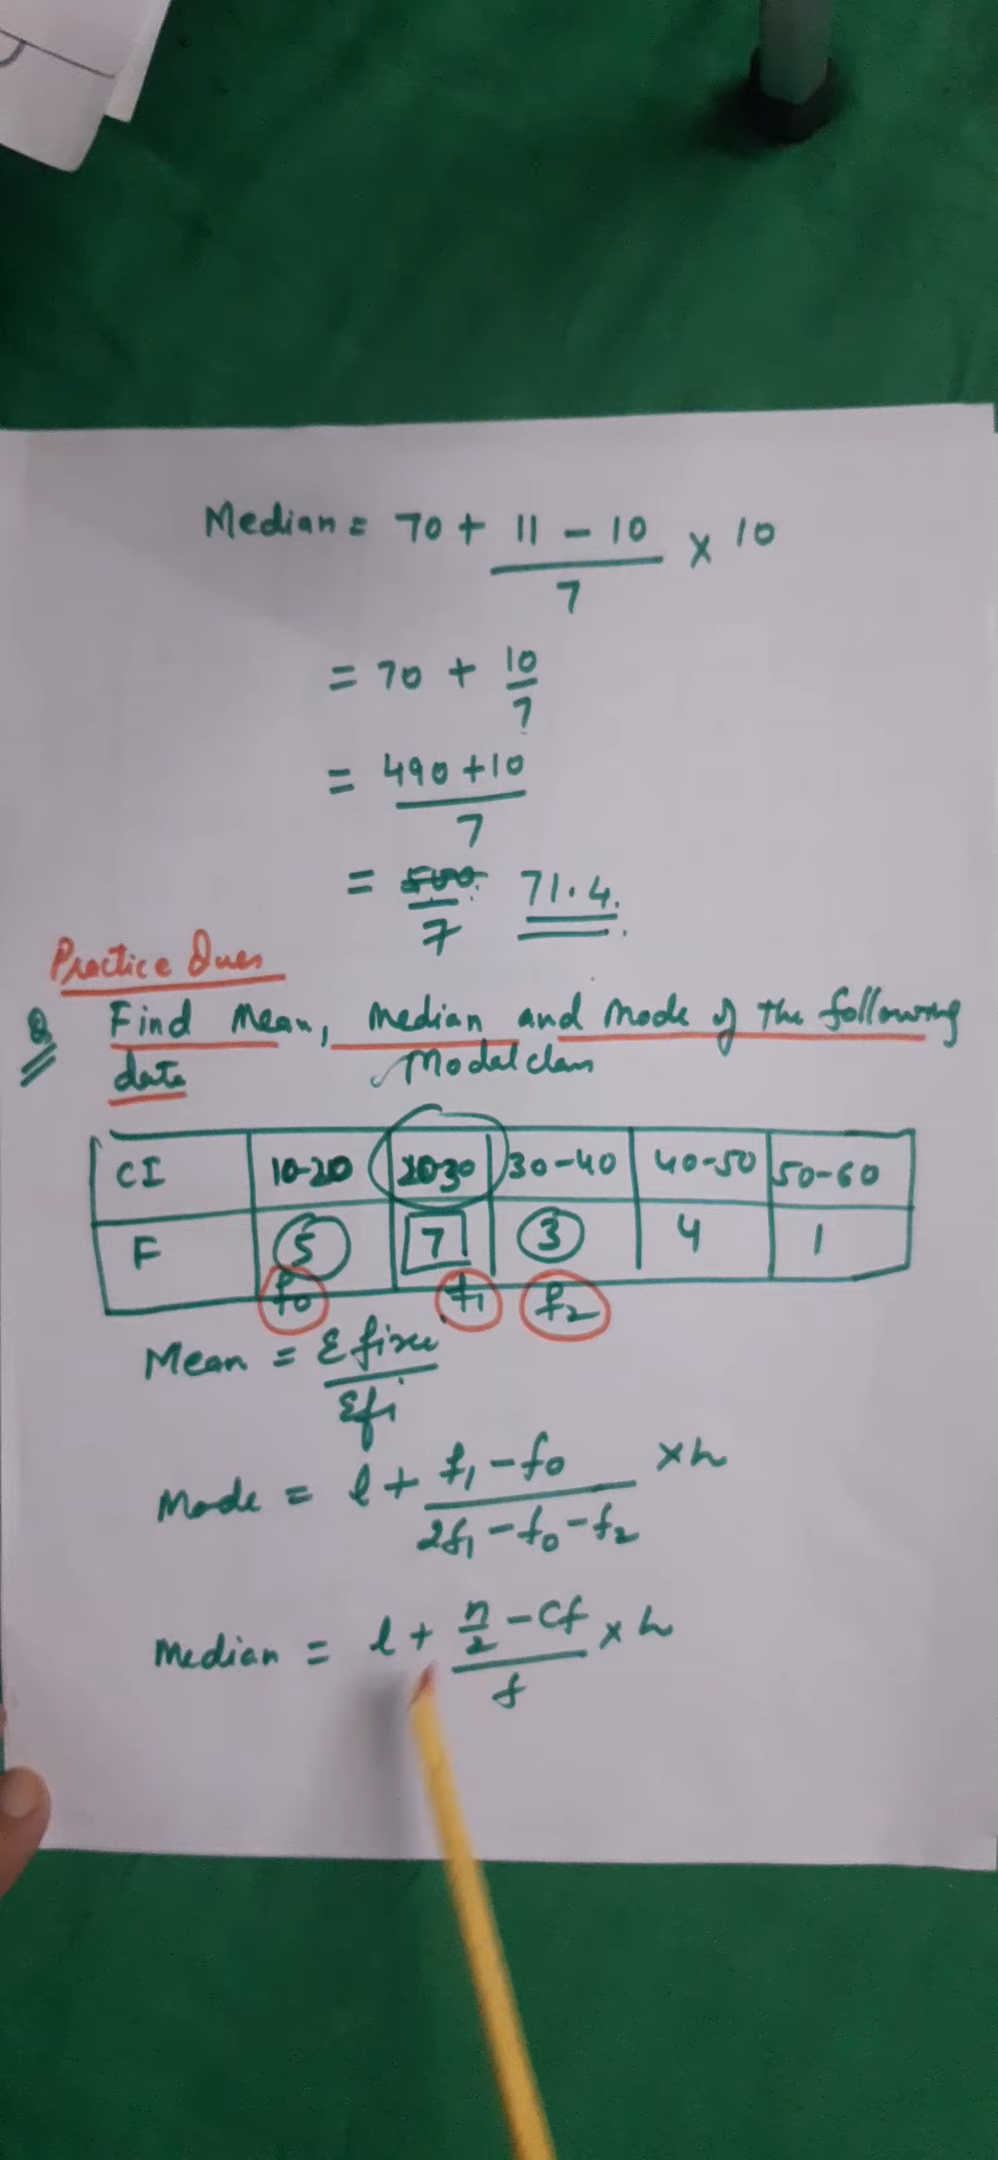 Median = 70 + 11 - 10 / 7 × 10
= 70 + 10/7
= 490 + 10 / 7
= 500/7 71.4.
Practice Ques
Q Find Mean, Median and Mode of the following
data Modal class
CI 10-20 20-30 30-40 40-50 50-60
F 5 7 3 4 1
f0 f1 f2
Mean = Σfixi / Σfi
Mode = l + f1 - f0 / 2f1 - f0 - f2 × h
Median = l + n/2 - Cf / f × h